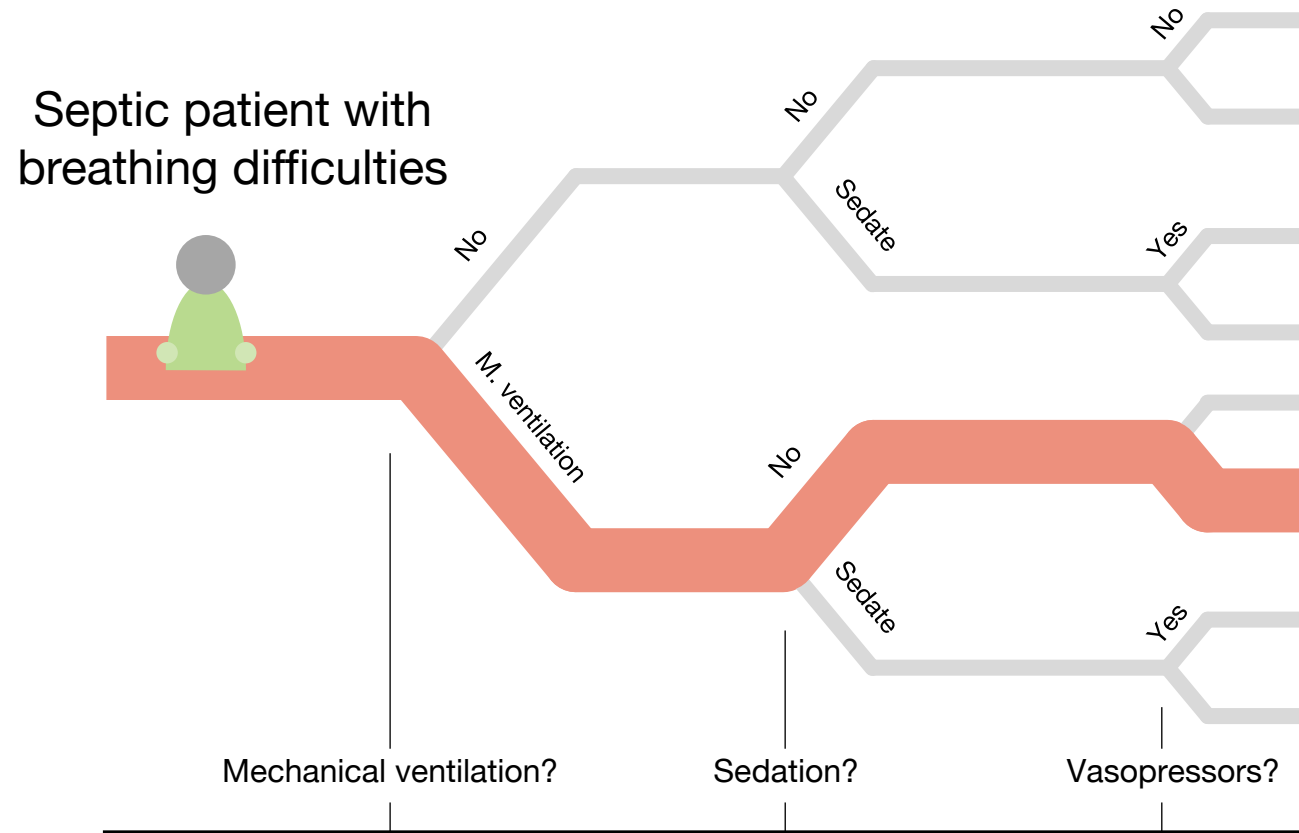 Septic patient with
breathing difficulties
No
M. ventilation
No
Sedate
No
Sedate
No
Yes
Yes
Mechanical ventilation?
Sedation?
Vasopressors?